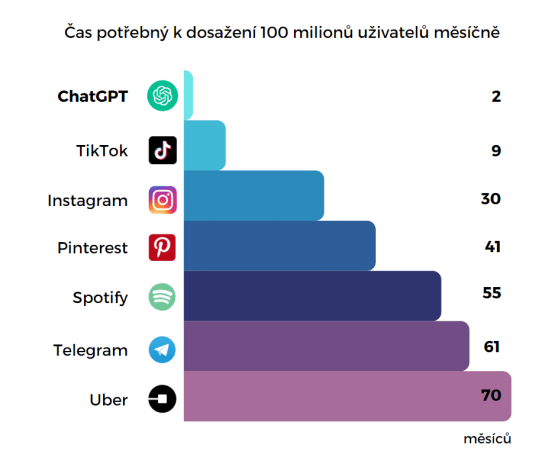 Čas potřebný k dosažení 100 milionů uživatelů měsíčně
ChatGPT 2
TikTok 9
Instagram 30
Pinterest 41
Spotify 55
Telegram 61
Uber 70
měsíců